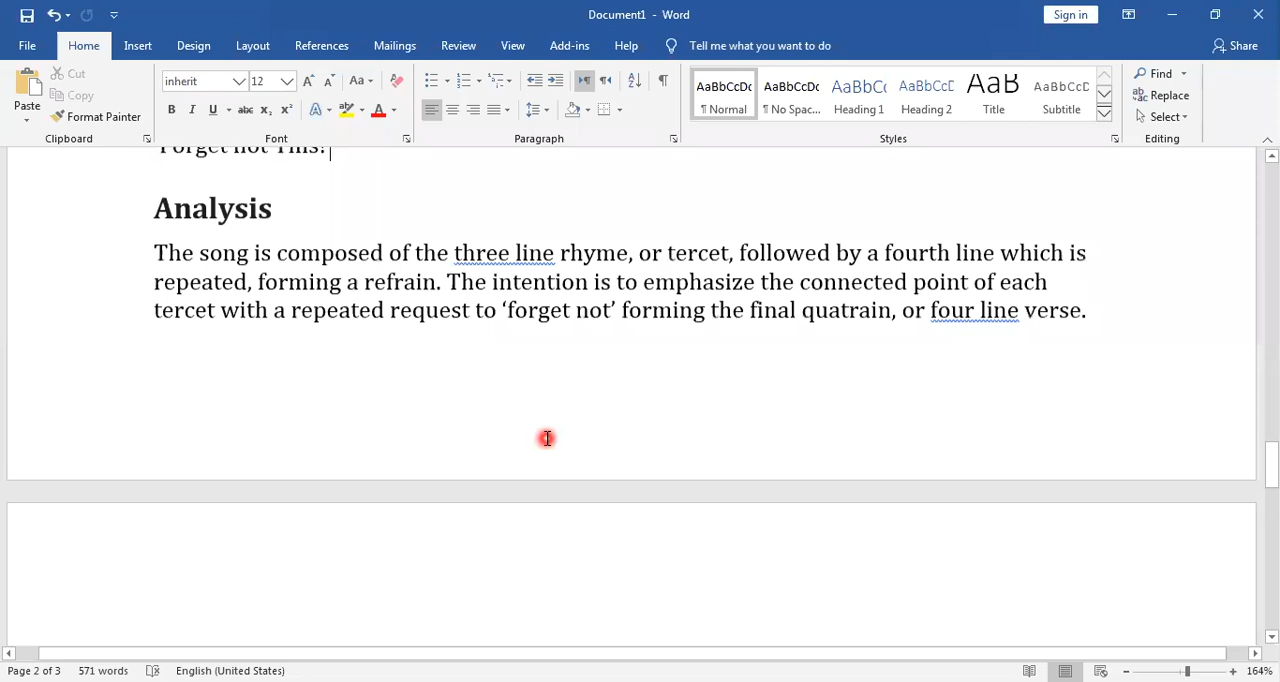 Document1 - Word
Sign in
File Home Insert Design Layout References Mailings Review View Add-ins Help Tell me what you want to do Share
Paste
Cut
Copy
Format Painter
Clipboard
inherit 12
Font
Paragraph
AaBbCcDc AaBbCcDc AaBbCc AaBbCcD AaB AaBbCcD
¶ Normal ¶ No Spac... Heading 1 Heading 2 Title Subtitle
Styles
Find
Replace
Select
Editing
'Forget not This!
Analysis
The song is composed of the three line rhyme, or tercet, followed by a fourth line which is
repeated, forming a refrain. The intention is to emphasize the connected point of each
tercet with a repeated request to ‘forget not’ forming the final quatrain, or four line verse.
Page 2 of 3 571 words English (United States) 164%